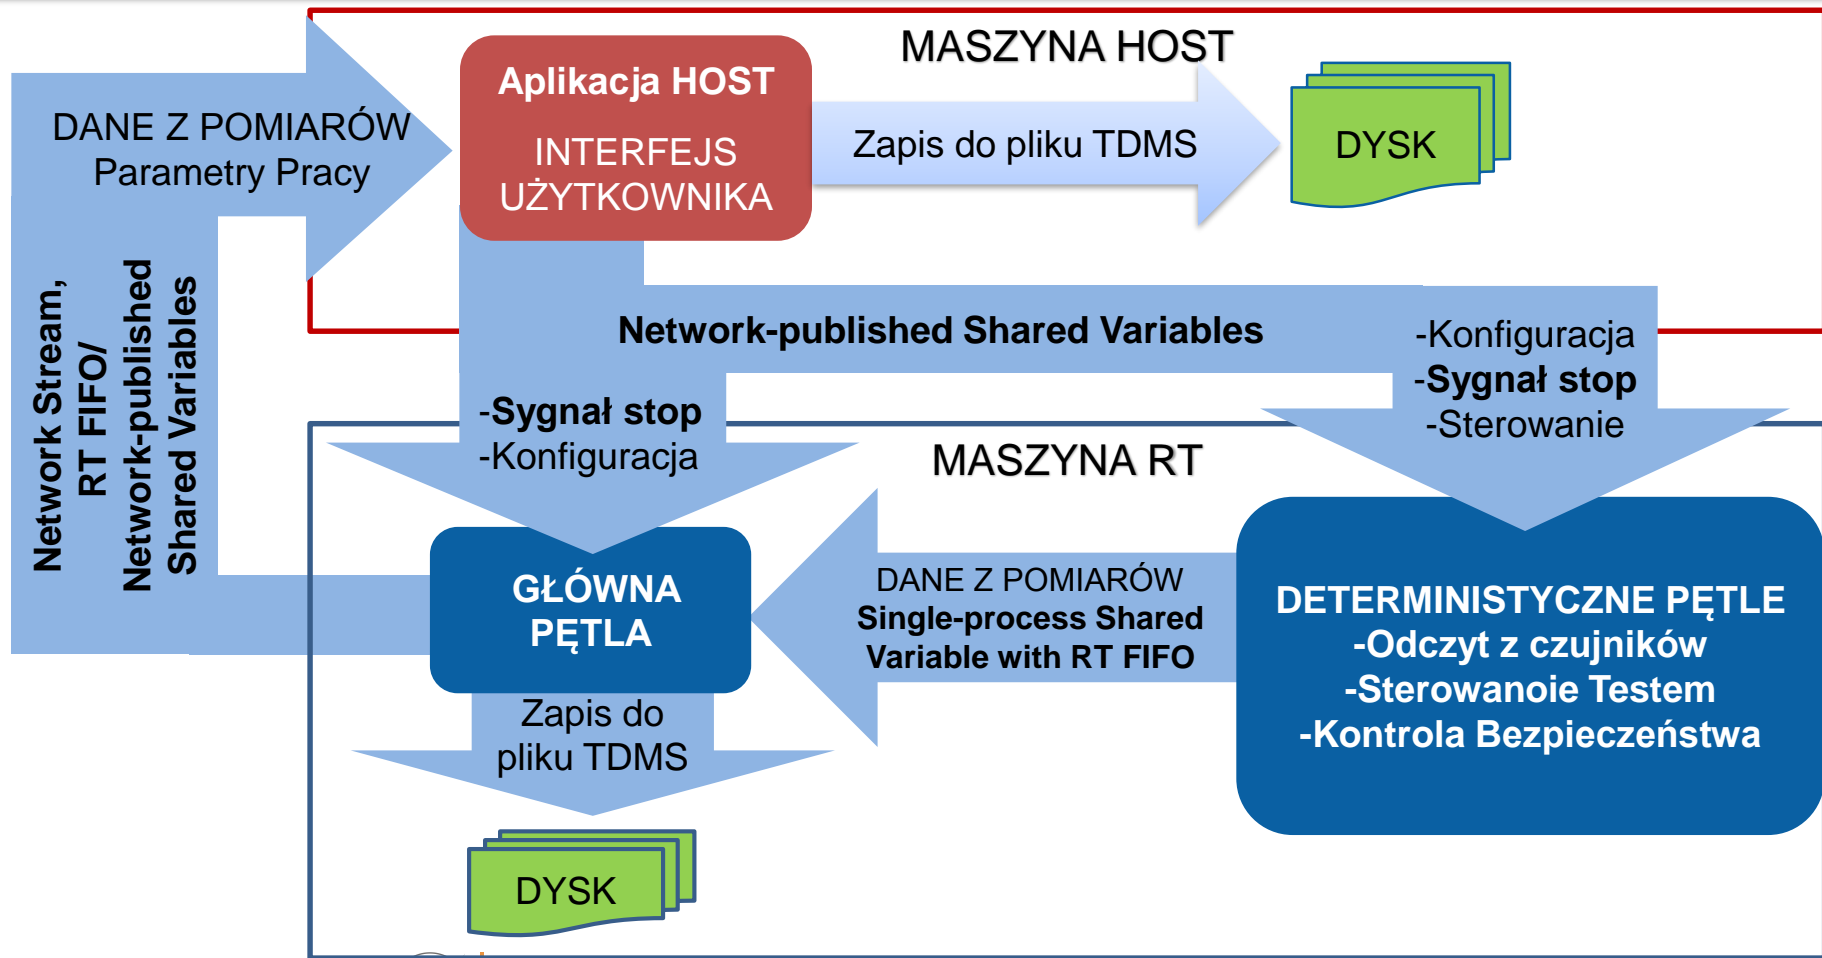 MASZYNA HOST
Aplikacja HOST
INTERFEJS
UŻYTKOWNIKA
DANE Z POMIARÓW
Parametry Pracy
Zapis do pliku TDMS
DYSK
Network Stream,
RT FIFO/
Network-published
Shared Variables
Network-published Shared Variables
-Konfiguracja
-Sygnał stop
-Sterowanie
-Sygnał stop
-Konfiguracja
MASZYNA RT
GŁÓWNA
PĘTLA
DANE Z POMIARÓW
Single-process Shared
Variable with RT FIFO
DETERMINISTYCZNE PĘTLE
-Odczyt z czujników
-Sterowanoie Testem
-Kontrola Bezpieczeństwa
Zapis do
pliku TDMS
DYSK